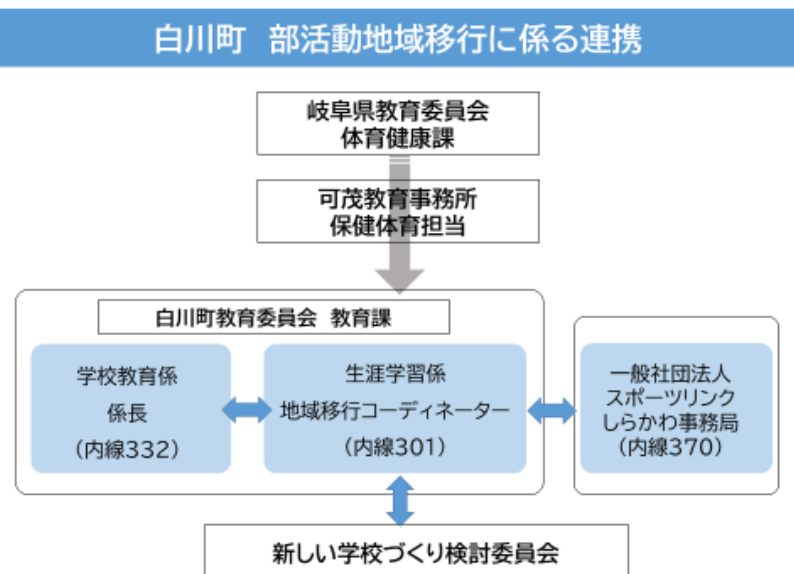 白川町　部活動地域移行に係る連携
岐阜県教育委員会
体育健康課
可茂教育事務所
保健体育担当
白川町教育委員会　教育課
学校教育係
係長
（内線332）
生涯学習係
地域移行コーディネーター
（内線301）
一般社団法人
スポーツリンク
しらかわ事務局
（内線370）
新しい学校づくり検討委員会